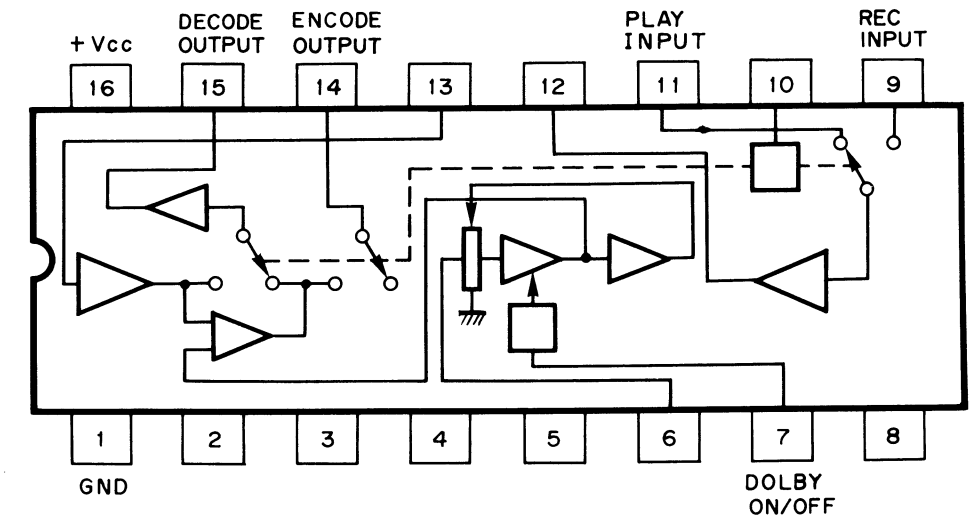 DECODE OUTPUT
ENCODE OUTPUT
PLAY INPUT
REC INPUT
+ Vcc
16 15 14 13 12 11 10 9
1 2 3 4 5 6 7 8
GND
DOLBY ON/OFF